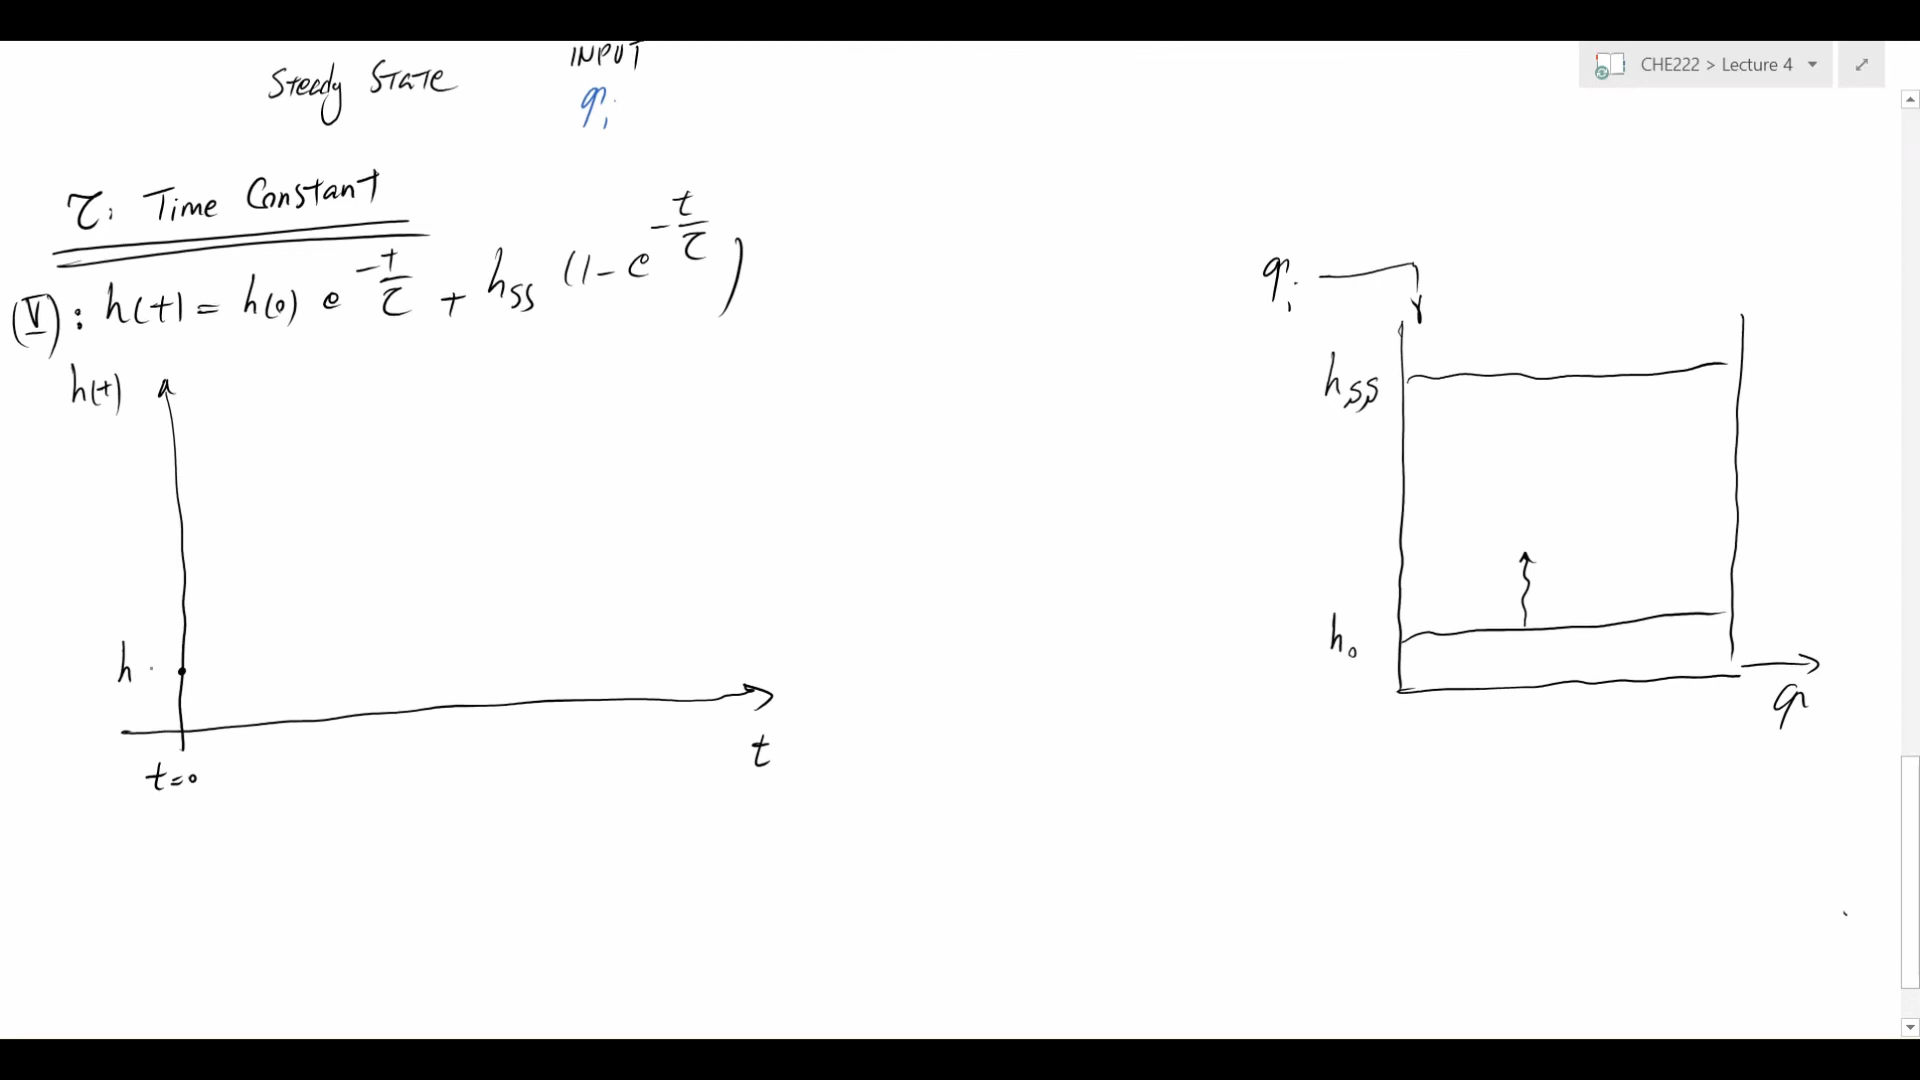 INPUT
CHE222 > Lecture 4
Steady State
qi
τ: Time Constant
(V): h(t) = h(0) e^{-t/τ} + hss (1 - e^{-t/τ})
qi
h(t)
hss
h0
h
q
t
t=0